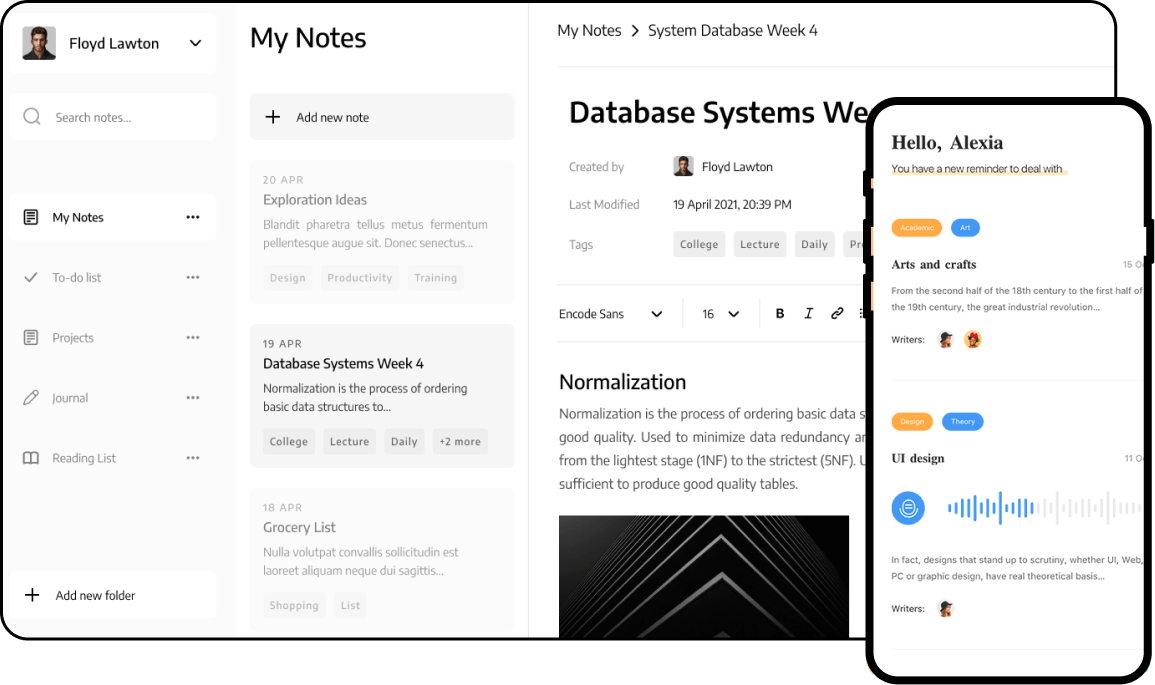 Floyd Lawton
Search notes...
My Notes
To-do list
Projects
Journal
Reading List
Add new folder
My Notes
Add new note
20 APR
Exploration Ideas
Blandit pharetra tellus metus fermentum
pellentesque augue sit. Donec senectus...
Design Productivity Training
19 APR
Database Systems Week 4
Normalization is the process of ordering
basic data structures to...
College Lecture Daily +2 more
18 APR
Grocery List
Nulla volutpat convallis sollicitudin est
laoreet aliquam neque dui sagittis...
Shopping List
My Notes > System Database Week 4
Database Systems We
Created by Floyd Lawton
Last Modified 19 April 2021, 20:39 PM
Tags College Lecture Daily Pr
Encode Sans 16 B I
Normalization
Normalization is the process of ordering basic data s
good quality. Used to minimize data redundancy a
from the lightest stage (1NF) to the strictest (5NF). U
sufficient to produce good quality tables.
Hello, Alexia
You have a new reminder to deal with
Academic Art
Arts and crafts 15 O
From the second half of the 18th century to the first half of
the 19th century, the great industrial revolution...
Writers:
Design Theory
UI design 11 O
In fact, designs that stand up to scrutiny, whether UI, Web,
PC or graphic design, have real theoretical basis...
Writers: